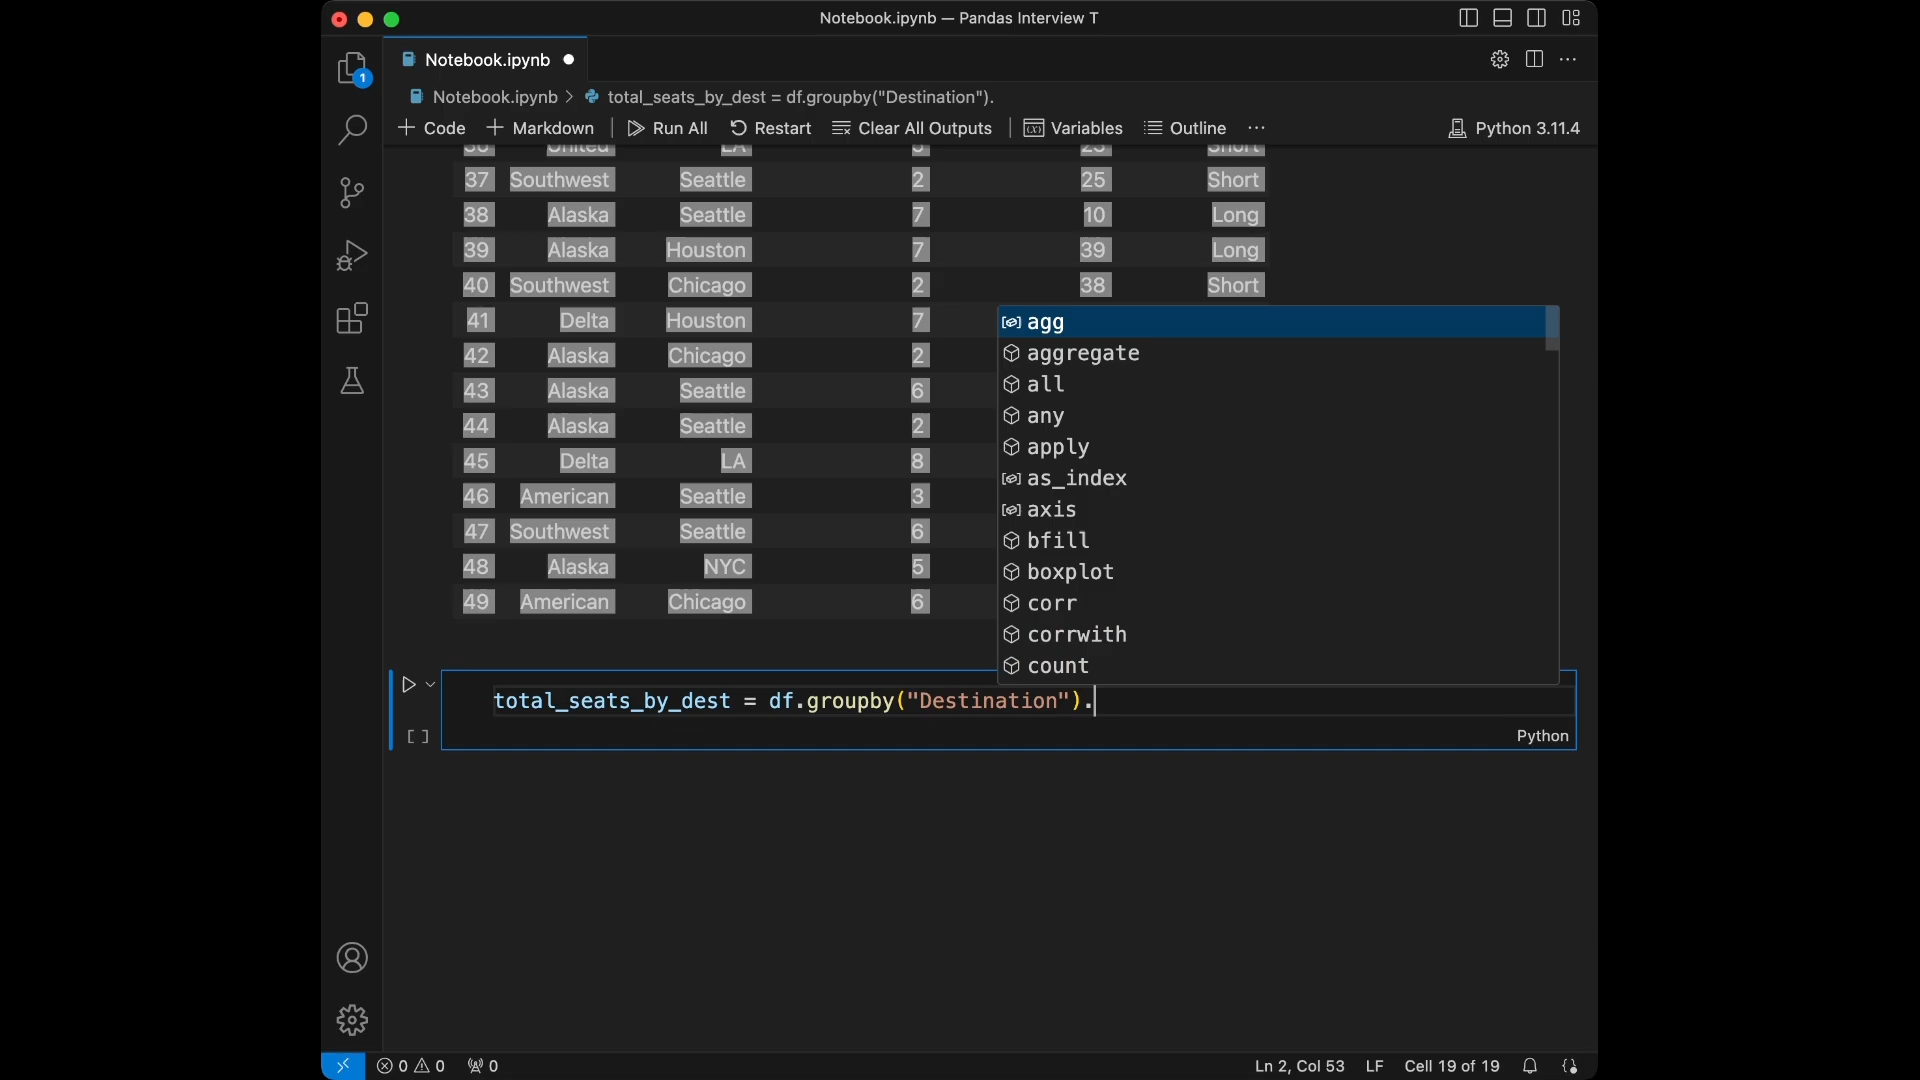 Notebook.ipynb — Pandas Interview T
Notebook.ipynb
1
Notebook.ipynb > total_seats_by_dest = df.groupby("Destination").
Code Markdown Run All Restart Clear All Outputs Variables Outline ... Python 3.11.4
36 United LA 23 Short
37 Southwest Seattle 2 25 Short
38 Alaska Seattle 7 10 Long
39 Alaska Houston 7 39 Long
40 Southwest Chicago 2 38 Short
41 Delta Houston 7
42 Alaska Chicago 2
43 Alaska Seattle 6
44 Alaska Seattle 2
45 Delta LA 8
46 American Seattle 3
47 Southwest Seattle 6
48 Alaska NYC 5
49 American Chicago 6
agg
aggregate
all
any
apply
as_index
axis
bfill
boxplot
corr
corrwith
count
total_seats_by_dest = df.groupby("Destination").
[ ]
Python
0 0 0 Ln 2, Col 53 LF Cell 19 of 19